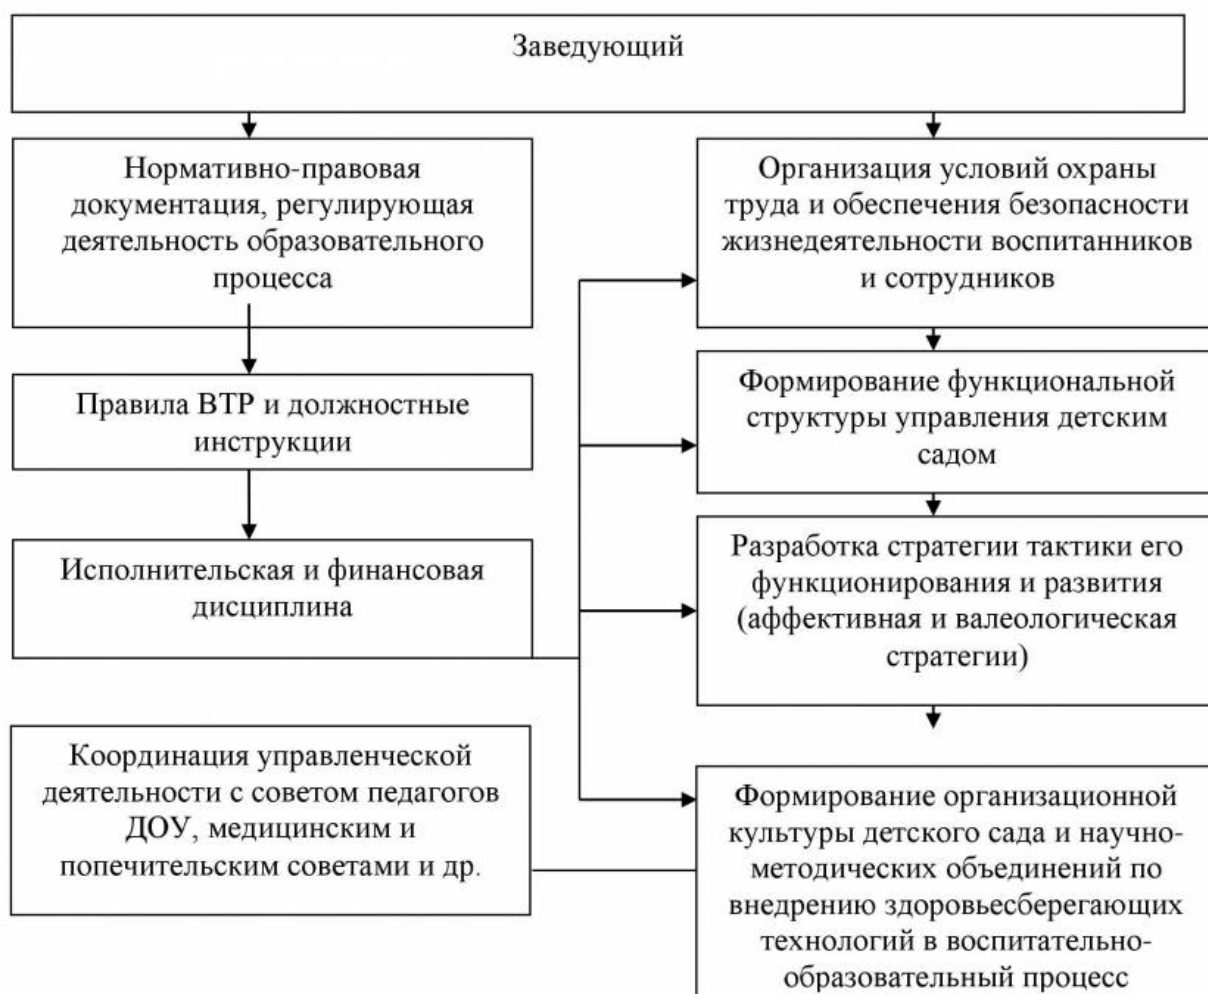 Заведующий
Нормативно-правовая
документация, регулирующая
деятельность образовательного
процесса
Правила ВТР и должностные
инструкции
Исполнительская и финансовая
дисциплина
Координация управленческой
деятельности с советом педагогов
ДОУ, медицинским и
попечительским советами и др.
Организация условий охраны
труда и обеспечения безопасности
жизнедеятельности воспитанников
и сотрудников
Формирование функциональной
структуры управления детским
садом
Разработка стратегии тактики его
функционирования и развития
(аффективная и валеологическая
стратегии)
Формирование организационной
культуры детского сада и научно-
методических объединений по
внедрению здоровьесберегающих
технологий в воспитательно-
образовательный процесс